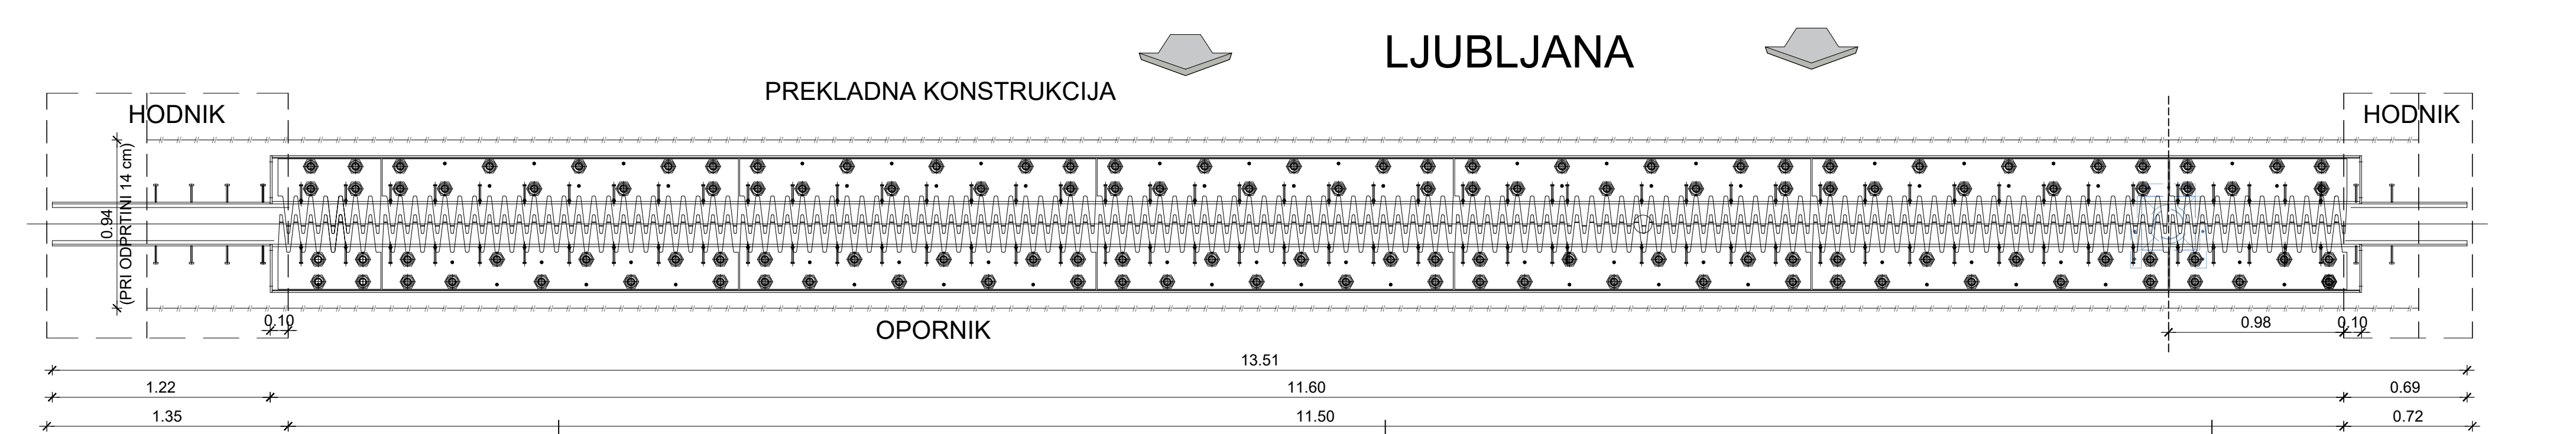 LJUBLJANA
PREKLADNA KONSTRUKCIJA
HODNIK
HODNIK
0.94
(PRI ODPRTINI 14 cm)
0.10
OPORNIK
0.98
0.10
13.51
1.22
11.60
0.69
1.35
11.50
0.72